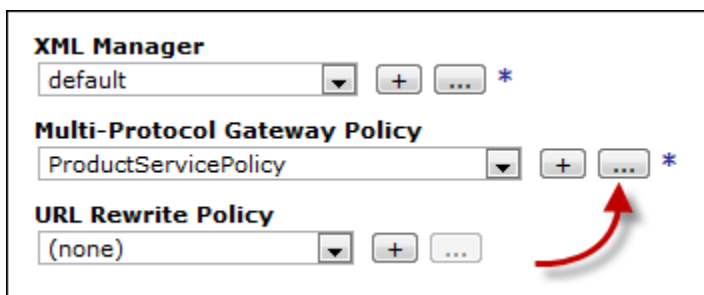 XML Manager
default + ... *
Multi-Protocol Gateway Policy
ProductServicePolicy + ... *
URL Rewrite Policy
(none) + ...